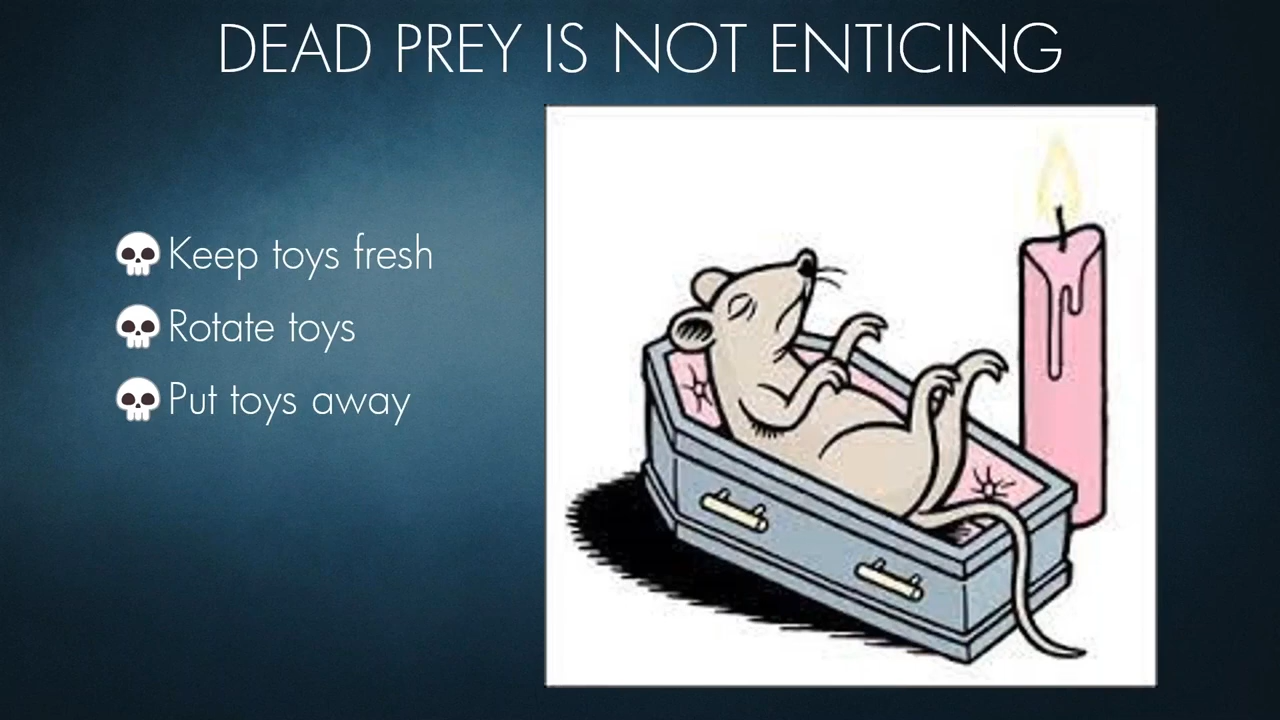 DEAD PREY IS NOT ENTICING
Keep toys fresh
Rotate toys
Put toys away